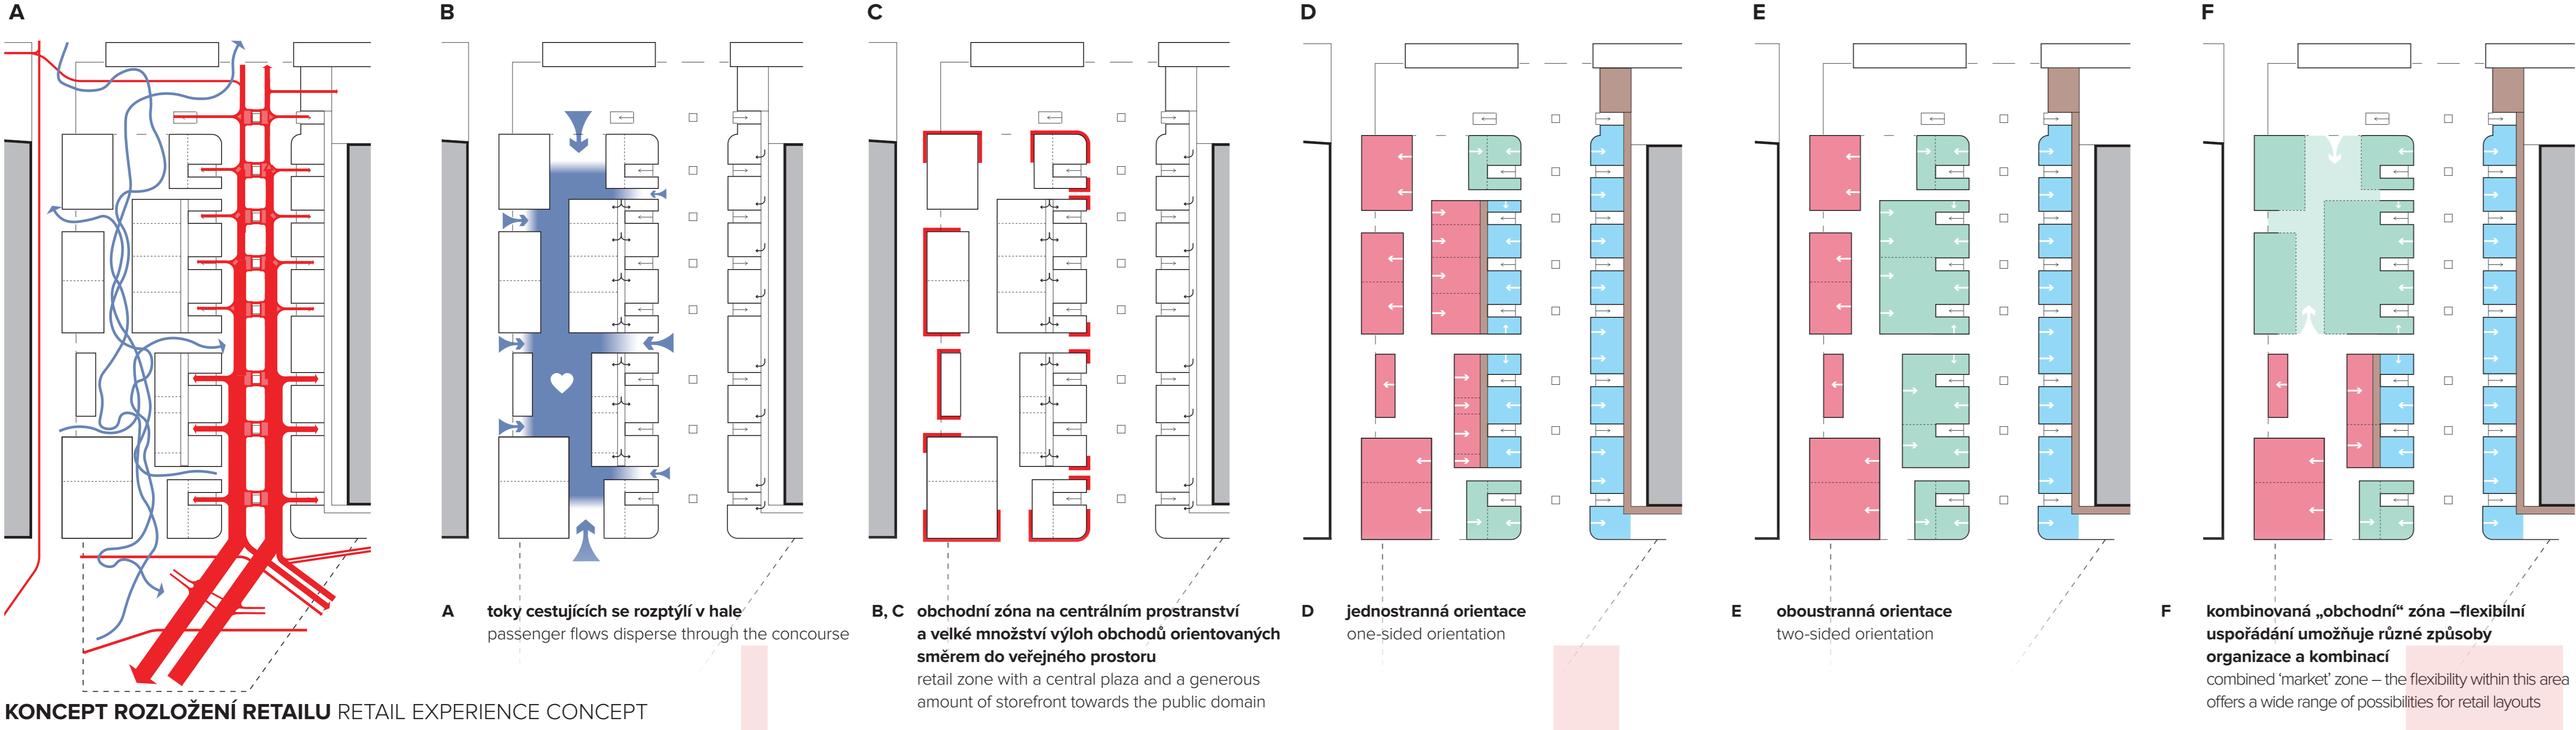 A
B
C
D
E
F
A toky cestujících se rozptýlí v hale
passenger flows disperse through the concourse
B, C obchodní zóna na centrálním prostranství
a velké množství výloh obchodů orientovaných
směrem do veřejného prostoru
retail zone with a central plaza and a generous
amount of storefront towards the public domain
D jednostranná orientace
one-sided orientation
E oboustranná orientace
two-sided orientation
F kombinovaná „obchodní“ zóna –flexibilní
uspořádání umožňuje různé způsoby
organizace a kombinací
combined ‘market’ zone – the flexibility within this area
offers a wide range of possibilities for retail layouts
KONCEPT ROZLOŽENÍ RETAILU RETAIL EXPERIENCE CONCEPT